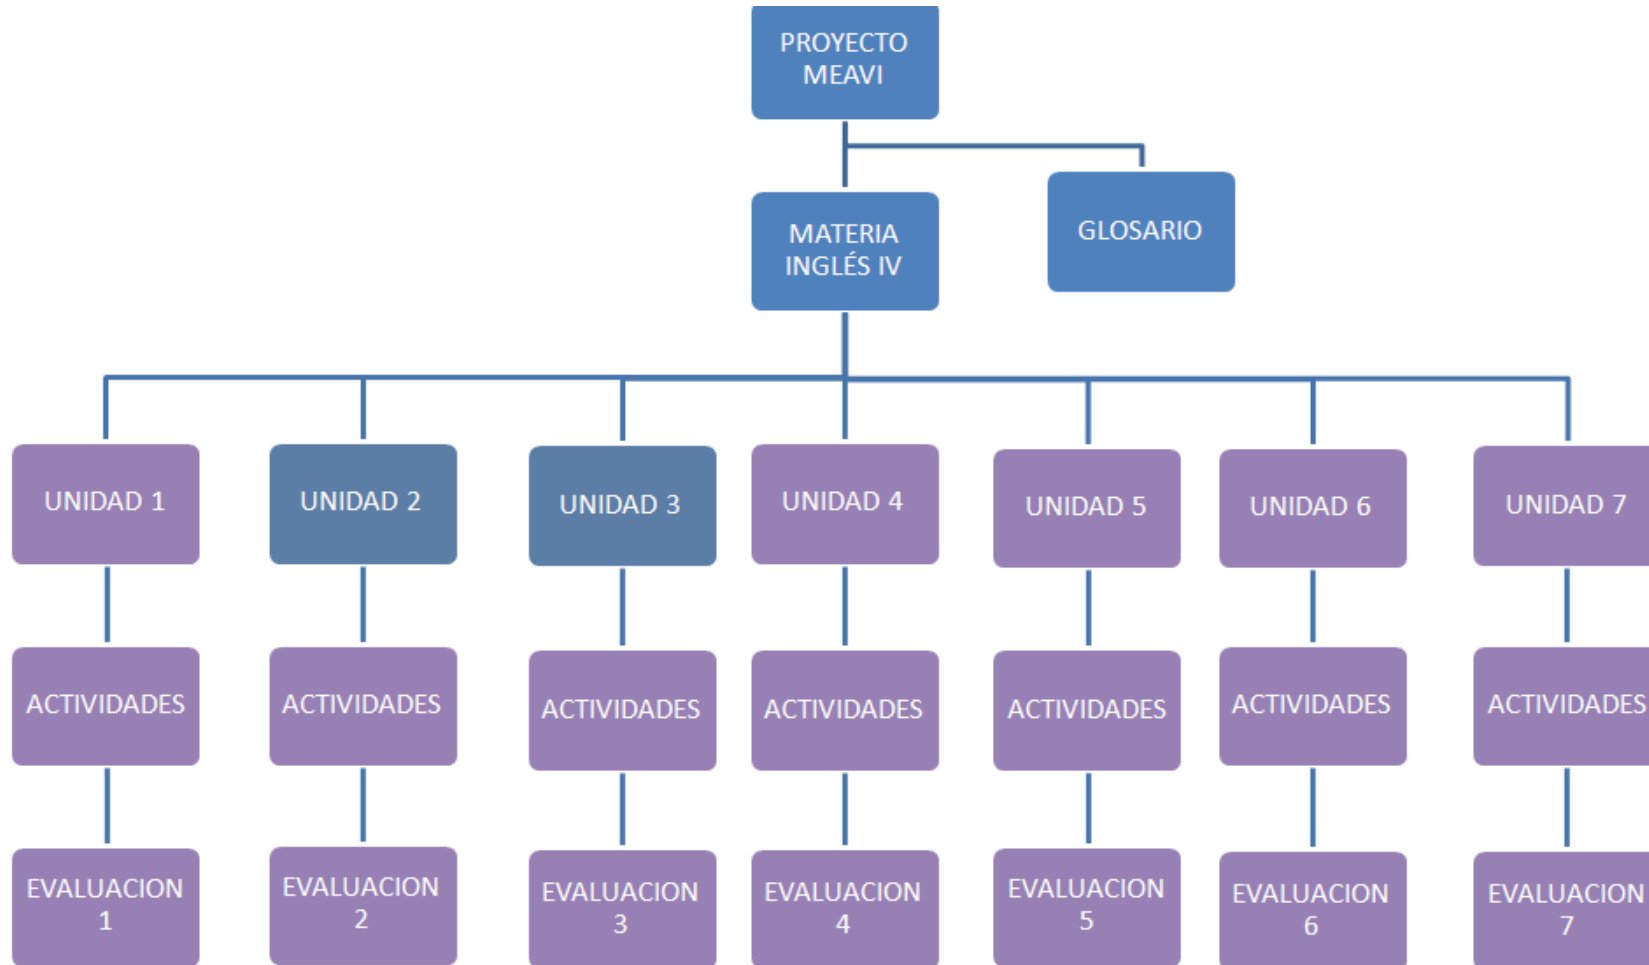 PROYECTO
MEAVI
MATERIA
INGLÉS IV
GLOSARIO
UNIDAD 1
UNIDAD 2
UNIDAD 3
UNIDAD 4
UNIDAD 5
UNIDAD 6
UNIDAD 7
ACTIVIDADES
ACTIVIDADES
ACTIVIDADES
ACTIVIDADES
ACTIVIDADES
ACTIVIDADES
ACTIVIDADES
EVALUACION
1
EVALUACION
2
EVALUACION
3
EVALUACION
4
EVALUACION
5
EVALUACION
6
EVALUACION
7